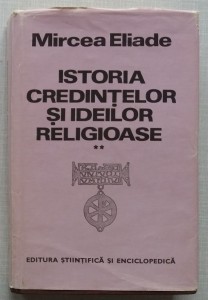 Mircea Eliade
ISTORIA
CREDINȚELOR
ȘI IDEILOR
RELIGIOASE
**
EDITURA ȘTIINȚIFICĂ ȘI ENCICLOPEDICĂ